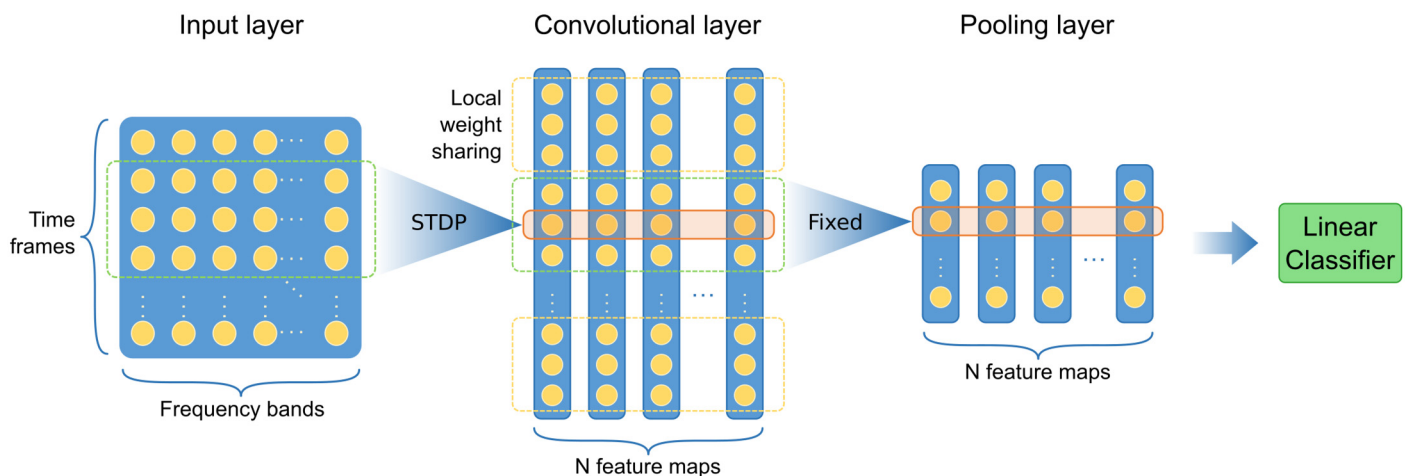 Input layer
Convolutional layer
Pooling layer
Local
weight
sharing
Time
frames
STDP
Fixed
Linear
Classifier
Frequency bands
N feature maps
N feature maps